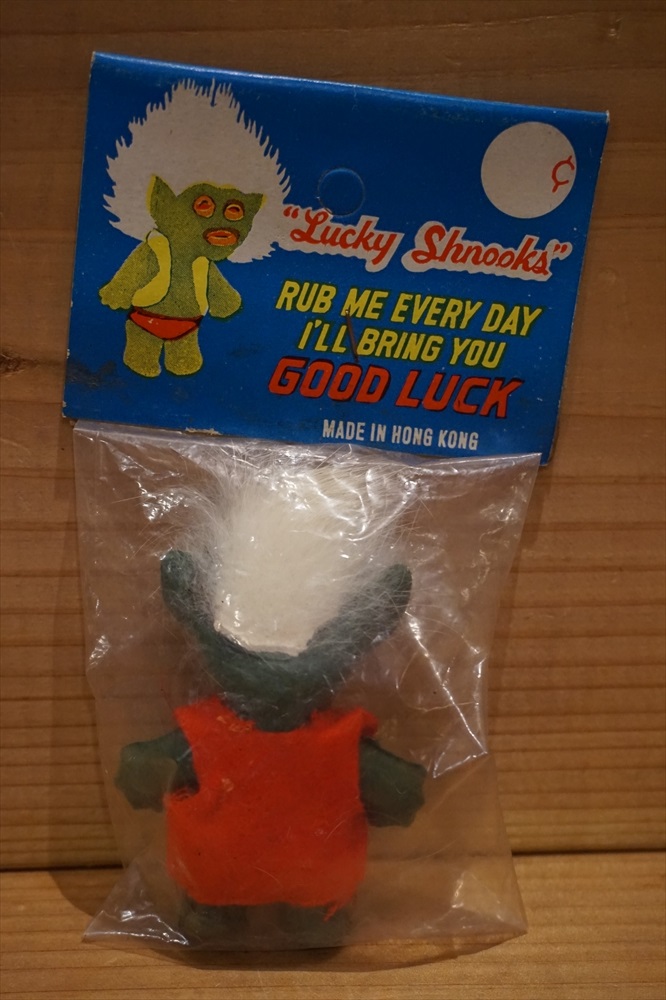 ¢
"Lucky Shnooks"
RUB ME EVERY DAY
I'LL BRING YOU
GOOD LUCK
MADE IN HONG KONG